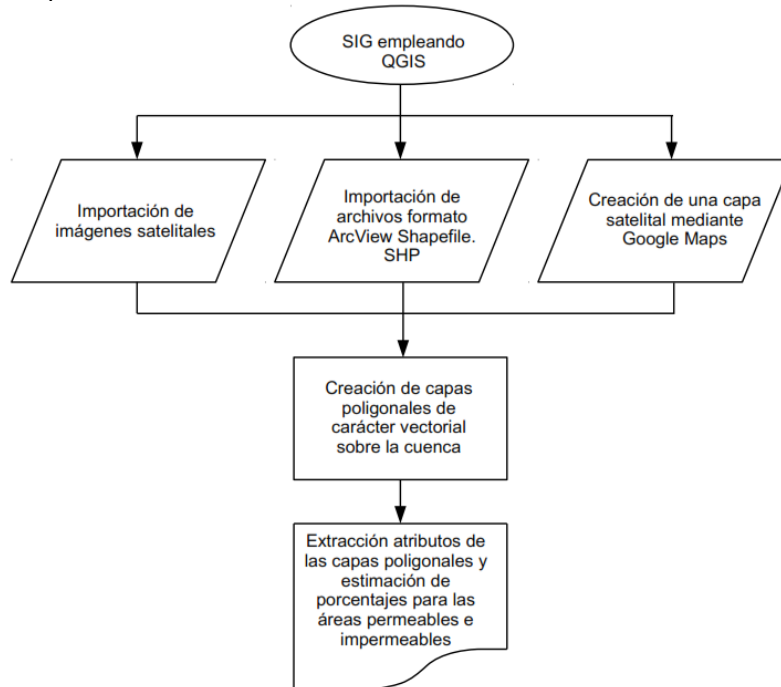 SIG empleando
QGIS
Importación de
imágenes satelitales
Importación de
archivos formato
ArcView Shapefile.
SHP
Creación de una capa
satelital mediante
Google Maps
Creación de capas
poligonales de
carácter vectorial
sobre la cuenca
Extracción atributos de
las capas poligonales y
estimación de
porcentajes para las
áreas permeables e
impermeables